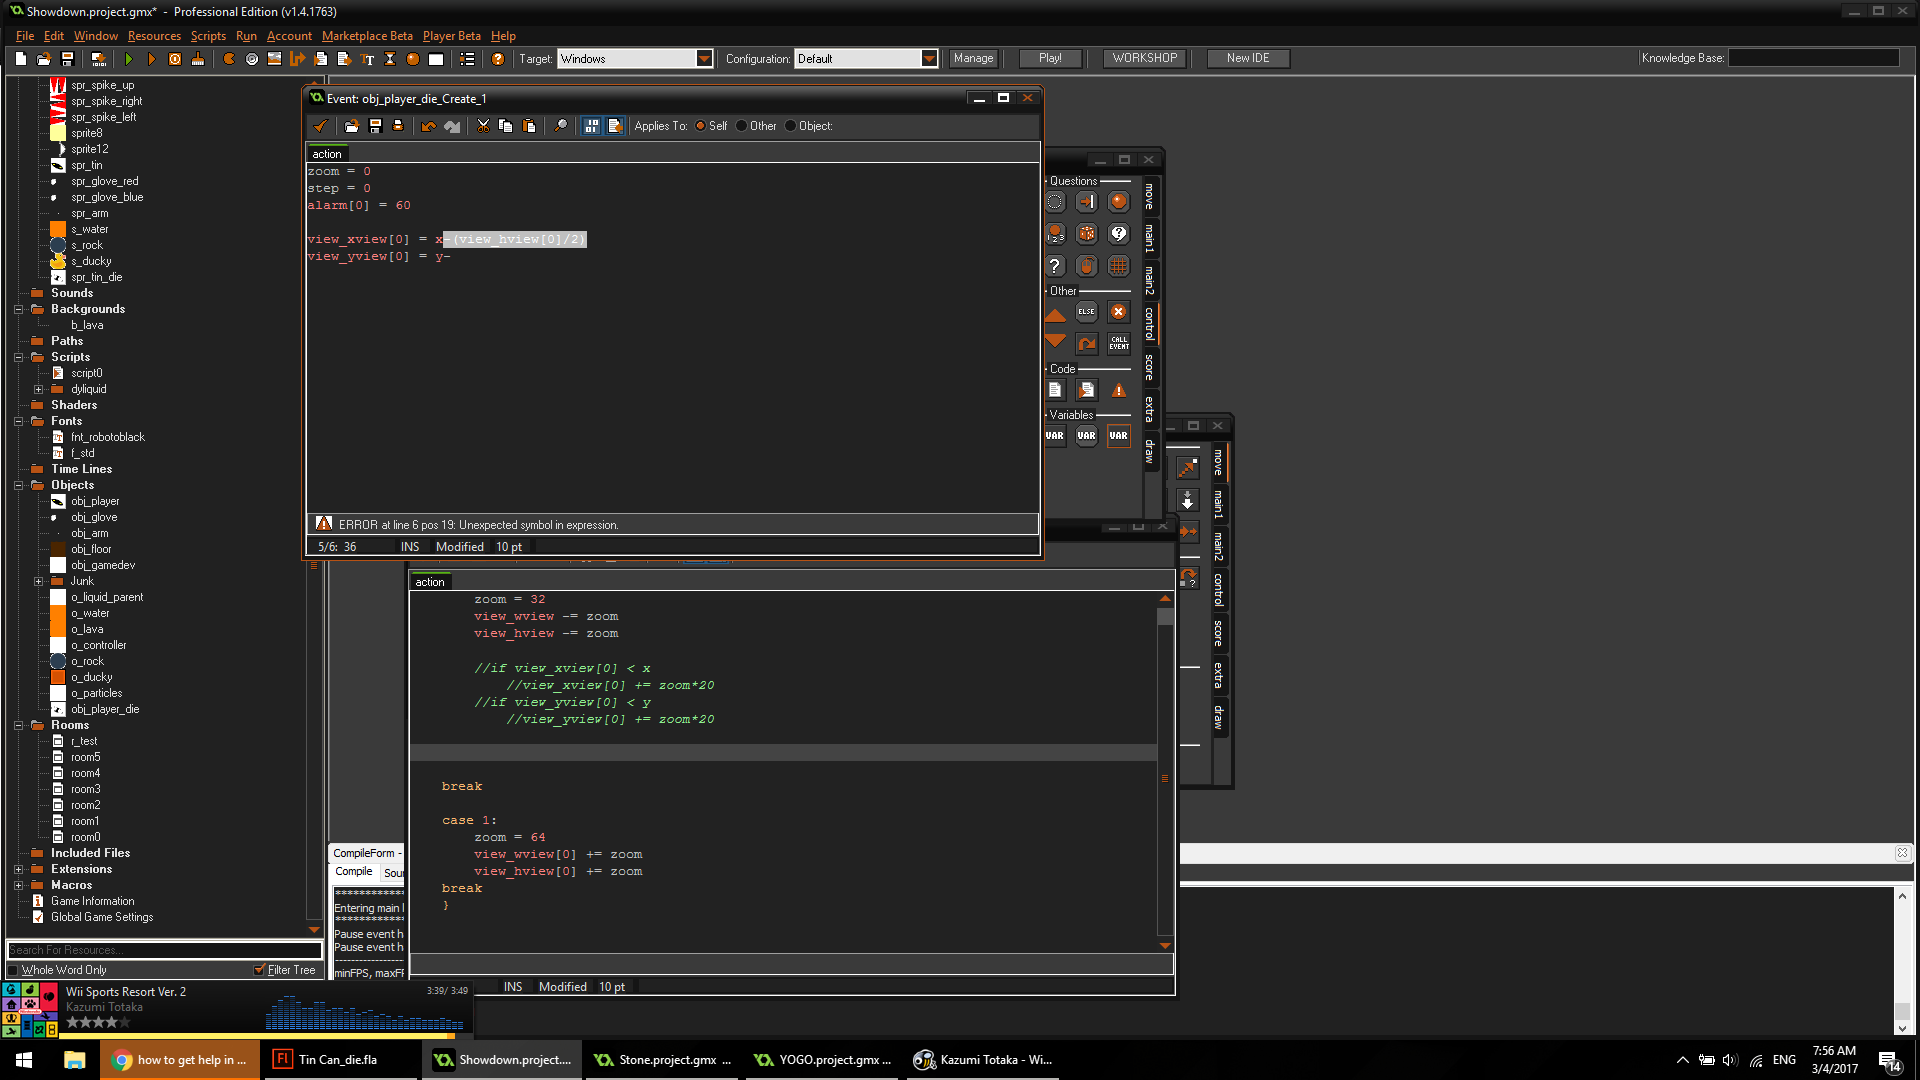 Showdown.project.gmx* - Professional Edition (v1.4.1763)
File Edit Window Resources Scripts Run Account Marketplace Beta Player Beta Help
Target: Windows Configuration: Default Manage Play! WORKSHOP New IDE Knowledge Base:
spr_spike_up
spr_spike_right
spr_spike_left
sprite8
sprite12
spr_tin
spr_glove_red
spr_glove_blue
spr_arm
s_water
s_rock
s_ducky
spr_tin_die
Sounds
Backgrounds
b_lava
Paths
Scripts
script0
dyliquid
Shaders
Fonts
fnt_robotoblack
f_std
Time Lines
Objects
obj_player
obj_glove
obj_arm
obj_floor
obj_gamedev
Junk
o_liquid_parent
o_water
o_lava
o_controller
o_rock
o_ducky
o_particles
obj_player_die
Rooms
r_test
room5
room4
room3
room2
room1
room0
Included Files
Extensions
Macros
Game Information
Global Game Settings
Search For Resources...
Whole Word Only Filter Tree
Event: obj_player_die_Create_1
Applies To: Self Other Object:
action
zoom = 0
step = 0
alarm[0] = 60
view_xview[0] = x-(view_hview[0]/2)
view_yview[0] = y-
ERROR at line 6 pos 19: Unexpected symbol in expression.
5/6: 36 INS Modified 10 pt
Questions
Other
ELSE
CALL EVENT
Code
Variables
VAR VAR VAR
move
main1
main2
control
score
extra
draw
move
main1
main2
control
score
extra
draw
action
zoom = 32
view_wview -= zoom
view_hview -= zoom
//if view_xview[0] < x
//view_xview[0] += zoom*20
//if view_yview[0] < y
//view_yview[0] += zoom*20
break
case 1:
zoom = 64
view_wview[0] += zoom
view_hview[0] += zoom
break
}
INS Modified 10 pt
CompileForm -
Compile Sour
Entering main l
Pause event h
Pause event h
minFPS, maxFF
Wii Sports Resort Ver. 2 3:39/ 3:49
Kazumi Totaka
how to get help in ...
Tin Can_die.fla
Showdown.project....
Stone.project.gmx ...
YOGO.project.gmx ...
Kazumi Totaka - Wi...
ENG
7:56 AM
3/4/2017
14